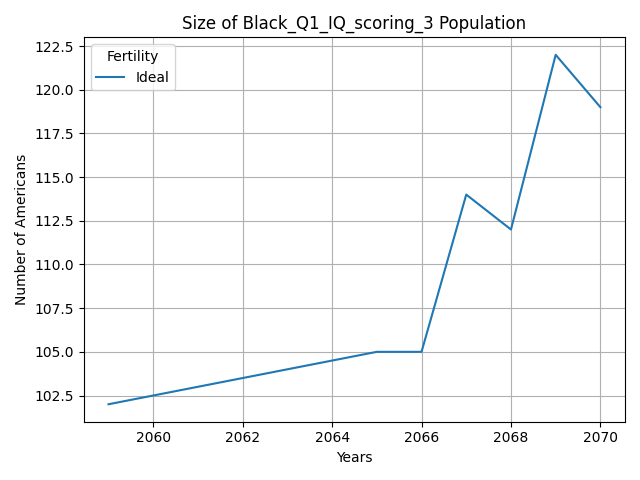 Size of Black_Q1_IQ_scoring_3 Population
Fertility
Ideal
Number of Americans
122.5
120.0
117.5
115.0
112.5
110.0
107.5
105.0
102.5
2060 2062 2064 2066 2068 2070
Years